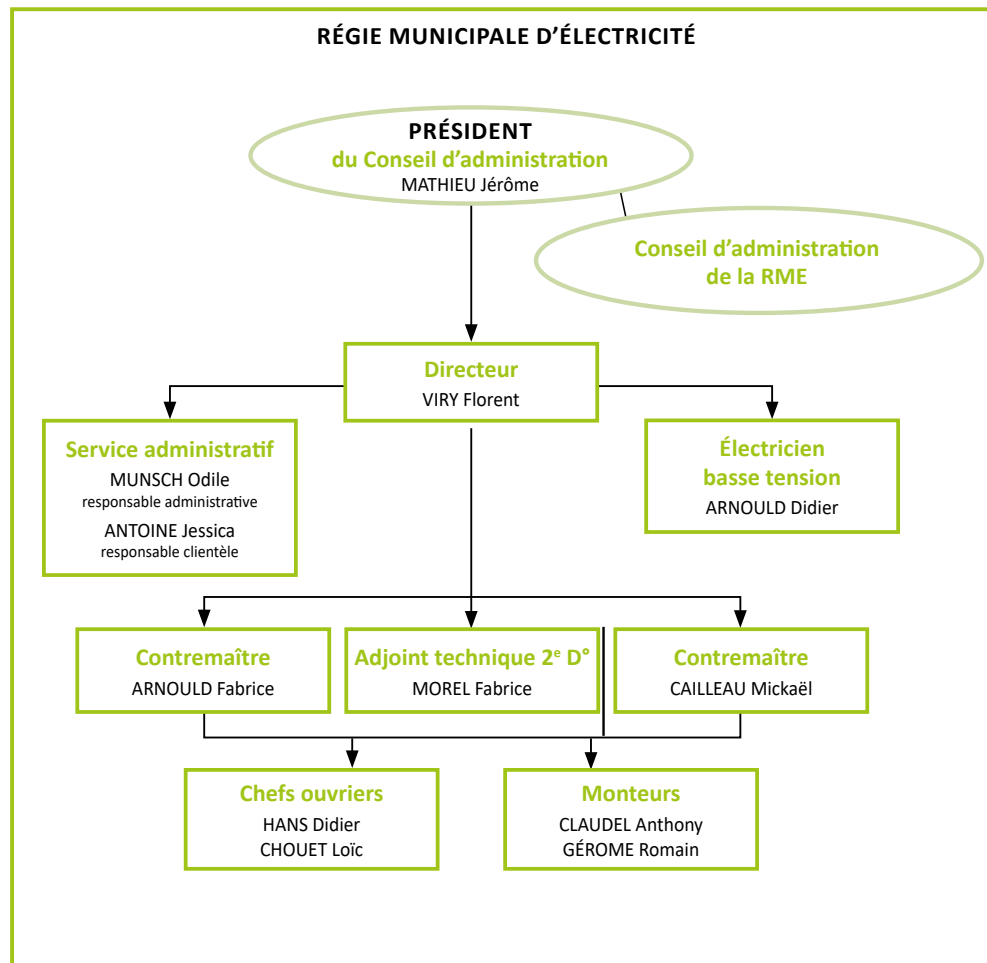 RÉGIE MUNICIPALE D'ÉLECTRICITÉ
PRÉSIDENT
du Conseil d'administration
MATHIEU Jérôme
Conseil d'administration
de la RME
Directeur
VIRY Florent
Service administratif
MUNSCH Odile
responsable administrative
ANTOINE Jessica
responsable clientèle
Électricien
basse tension
ARNOULD Didier
Contremaître
ARNOULD Fabrice
Adjoint technique 2e D°
MOREL Fabrice
Contremaître
CAILLEAU Mickaël
Chefs ouvriers
HANS Didier
CHOUET Loïc
Monteurs
CLAUDEL Anthony
GÉROME Romain